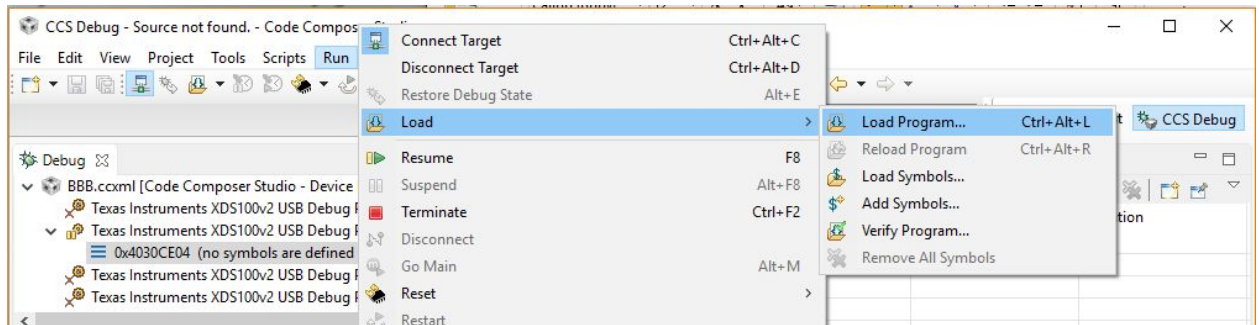 CCS Debug - Source not found. - Code Compos
File Edit View Project Tools Scripts Run
Connect Target Ctrl+Alt+C
Disconnect Target Ctrl+Alt+D
Restore Debug State Alt+E
Load >
Resume F8
Suspend Alt+F8
Terminate Ctrl+F2
Disconnect
Go Main Alt+M
Reset >
Restart
Load Program... Ctrl+Alt+L
Reload Program Ctrl+Alt+R
Load Symbols...
Add Symbols...
Verify Program...
Remove All Symbols
t CCS Debug
tion
Debug
BBB.ccxml [Code Composer Studio - Device
Texas Instruments XDS100v2 USB Debug P
Texas Instruments XDS100v2 USB Debug P
0x4030CE04 (no symbols are defined
Texas Instruments XDS100v2 USB Debug P
Texas Instruments XDS100v2 USB Debug P